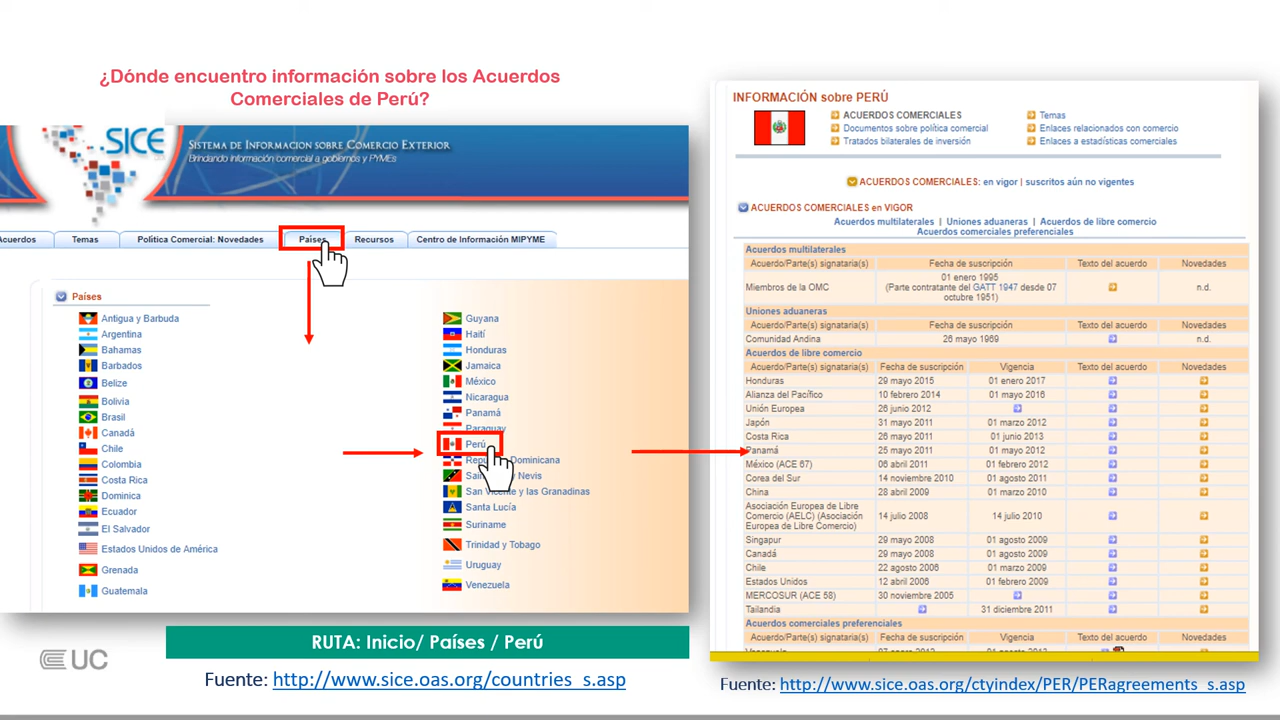 ¿Dónde encuentro información sobre los Acuerdos
Comerciales de Perú?
SICE
SISTEMA DE INFORMACIÓN SOBRE COMERCIO EXTERIOR
Brindando información comercial a gobiernos y PYMEs
Acuerdos
Temas
Política Comercial: Novedades
Países
Recursos
Centro de Información MIPYME
Países
Antigua y Barbuda
Argentina
Bahamas
Barbados
Belize
Bolivia
Brasil
Canadá
Chile
Colombia
Costa Rica
Dominica
Ecuador
El Salvador
Estados Unidos de América
Grenada
Guatemala
Guyana
Haití
Honduras
Jamaica
México
Nicaragua
Panamá
Paraguay
Perú
Dominicana
Nevis
San Vicente y las Granadinas
Santa Lucía
Suriname
Trinidad y Tobago
Uruguay
Venezuela
RUTA: Inicio/ Países / Perú
UC
Fuente: http://www.sice.oas.org/countries_s.asp
INFORMACIÓN sobre PERÚ
ACUERDOS COMERCIALES
Documentos sobre política comercial
Tratados bilaterales de inversión
Temas
Enlaces relacionados con comercio
Enlaces a estadísticas comerciales
ACUERDOS COMERCIALES: en vigor | suscritos aún no vigentes
ACUERDOS COMERCIALES en VIGOR
Acuerdos multilaterales | Uniones aduaneras | Acuerdos de libre comercio
Acuerdos comerciales preferenciales
Acuerdos multilaterales
Acuerdo/Parte(s) signataria(s) Fecha de suscripción Texto del acuerdo Novedades
Miembros de la OMC 01 enero 1995 n.d.
(Parte contratante del GATT 1947 desde 07
octubre 1951)
Uniones aduaneras
Acuerdo/Parte(s) signataria(s) Fecha de suscripción Texto del acuerdo Novedades
Comunidad Andina 26 mayo 1969 n.d.
Acuerdos de libre comercio
Acuerdo/Parte(s) signataria(s) Fecha de suscripción Vigencia Texto del acuerdo Novedades
Honduras 29 mayo 2015 01 enero 2017
Alianza del Pacífico 10 febrero 2014 01 mayo 2016
Unión Europea 26 junio 2012
Japón 31 mayo 2011 01 marzo 2012
Costa Rica 26 mayo 2011 01 junio 2013
Panamá 25 mayo 2011 01 mayo 2012
México (ACE 67) 06 abril 2011 01 febrero 2012
Corea del Sur 14 noviembre 2010 01 agosto 2011
China 28 abril 2009 01 marzo 2010
Asociación Europea de Libre
Comercio (AELC) (Asociación
Europea de Libre Comercio) 14 julio 2008 14 julio 2010
Singapur 29 mayo 2008 01 agosto 2009
Canadá 29 mayo 2008 01 agosto 2009
Chile 22 agosto 2006 01 marzo 2009
Estados Unidos 12 abril 2006 01 febrero 2009
MERCOSUR (ACE 58) 30 noviembre 2005
Tailandia 31 diciembre 2011
Acuerdos comerciales preferenciales
Acuerdo/Parte(s) signataria(s) Fecha de suscripción Vigencia Texto del acuerdo Novedades
Fuente: http://www.sice.oas.org/ctyindex/PER/PERagreements_s.asp